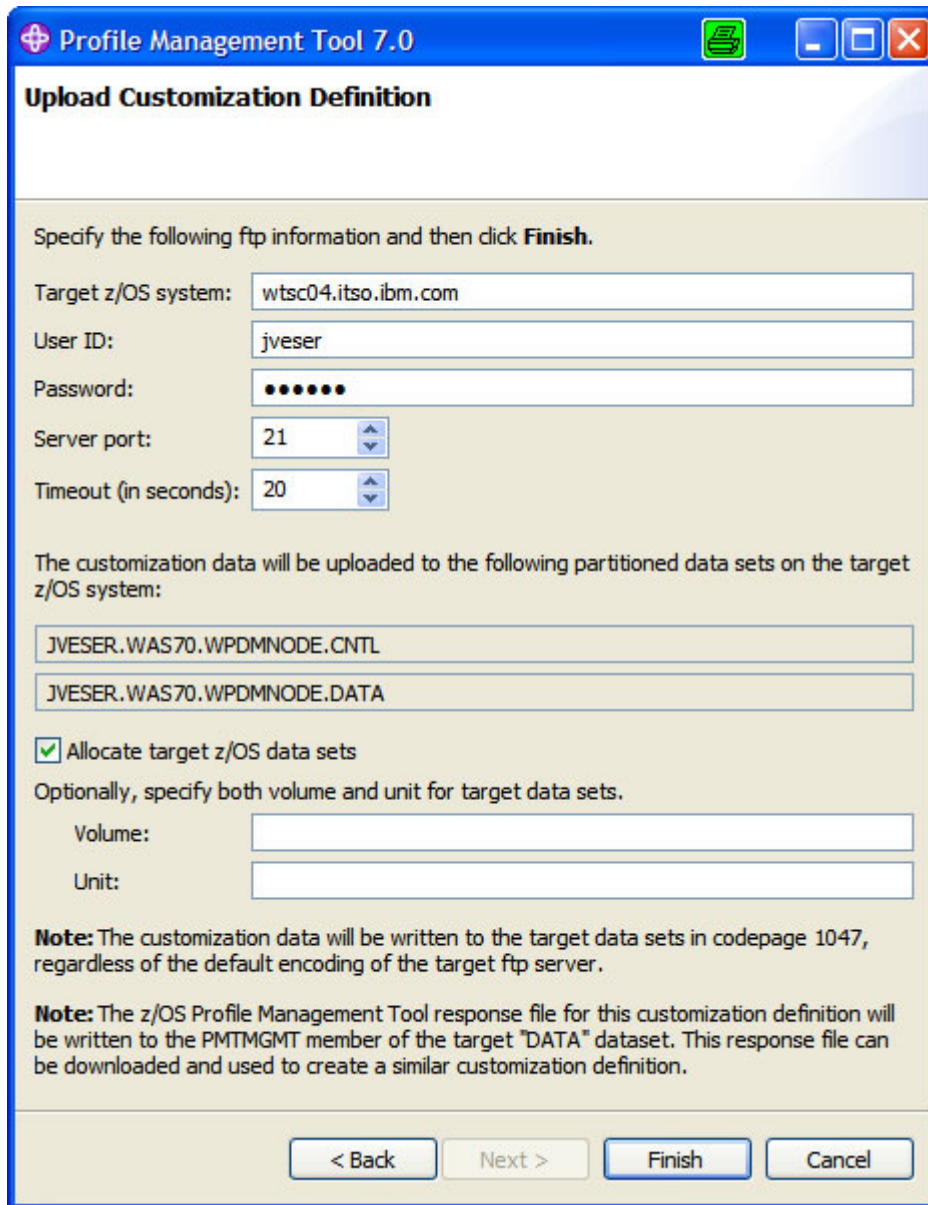 Profile Management Tool 7.0
Upload Customization Definition
Specify the following ftp information and then click Finish.
Target z/OS system: wtsc04.itso.ibm.com
User ID: jveser
Password: ●●●●●●
Server port: 21
Timeout (in seconds): 20
The customization data will be uploaded to the following partitioned data sets on the target
z/OS system:
JVESER.WAS70.WPDMNODE.CNTL
JVESER.WAS70.WPDMNODE.DATA
Allocate target z/OS data sets
Optionally, specify both volume and unit for target data sets.
Volume:
Unit:
Note: The customization data will be written to the target data sets in codepage 1047,
regardless of the default encoding of the target ftp server.
Note: The z/OS Profile Management Tool response file for this customization definition will
be written to the PMTMGMT member of the target "DATA" dataset. This response file can
be downloaded and used to create a similar customization definition.
< Back Next > Finish Cancel